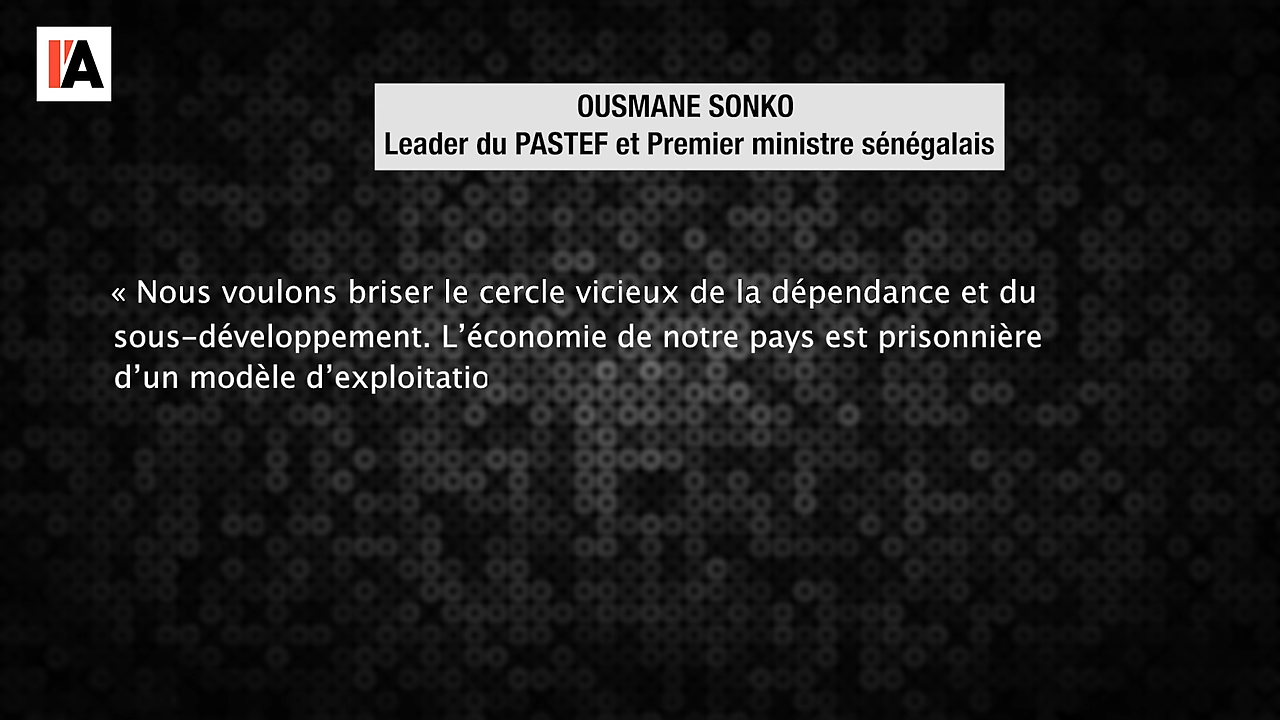 IA
OUSMANE SONKO
Leader du PASTEF et Premier ministre sénégalais
« Nous voulons briser le cercle vicieux de la dépendance et du
sous-développement. L’économie de notre pays est prisonnière
d’un modèle d’exploitatio